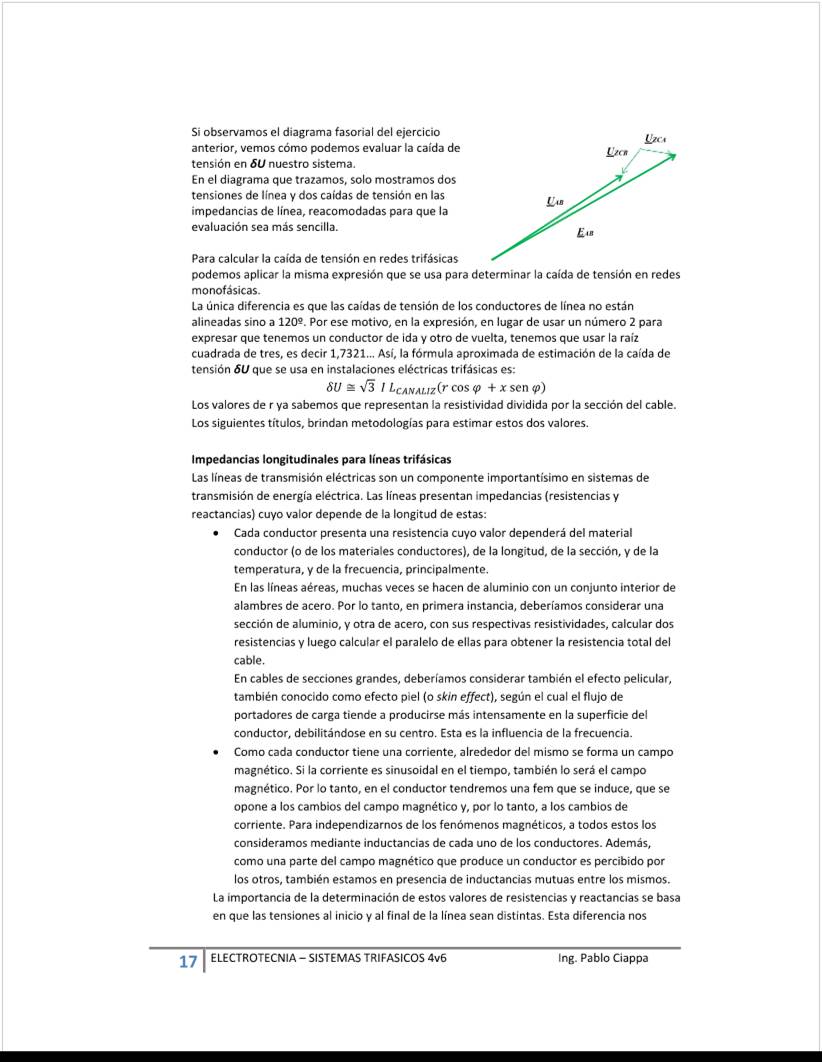 Si observamos el diagrama fasorial del ejercicio
anterior, vemos cómo podemos evaluar la caída de
tensión en δU nuestro sistema.
En el diagrama que trazamos, solo mostramos dos
tensiones de línea y dos caídas de tensión en las
impedancias de línea, reacomodadas para que la
evaluación sea más sencilla.
UZCA
UZCB
UAB
EAB
Para calcular la caída de tensión en redes trifásicas
podemos aplicar la misma expresión que se usa para determinar la caída de tensión en redes
monofásicas.
La única diferencia es que las caídas de tensión de los conductores de línea no están
alineadas sino a 120º. Por ese motivo, en la expresión, en lugar de usar un número 2 para
expresar que tenemos un conductor de ida y otro de vuelta, tenemos que usar la raíz
cuadrada de tres, es decir 1,7321... Así, la fórmula aproximada de estimación de la caída de
tensión δU que se usa en instalaciones eléctricas trifásicas es:
δU ≅ √3 I L_CANALIZ(r cos φ + x sen φ)
Los valores de r ya sabemos que representan la resistividad dividida por la sección del cable.
Los siguientes títulos, brindan metodologías para estimar estos dos valores.
Impedancias longitudinales para líneas trifásicas
Las líneas de transmisión eléctricas son un componente importantísimo en sistemas de
transmisión de energía eléctrica. Las líneas presentan impedancias (resistencias y
reactancias) cuyo valor depende de la longitud de estas:
• Cada conductor presenta una resistencia cuyo valor dependerá del material
conductor (o de los materiales conductores), de la longitud, de la sección, y de la
temperatura, y de la frecuencia, principalmente.
En las líneas aéreas, muchas veces se hacen de aluminio con un conjunto interior de
alambres de acero. Por lo tanto, en primera instancia, deberíamos considerar una
sección de aluminio, y otra de acero, con sus respectivas resistividades, calcular dos
resistencias y luego calcular el paralelo de ellas para obtener la resistencia total del
cable.
En cables de secciones grandes, deberíamos considerar también el efecto pelicular,
también conocido como efecto piel (o skin effect), según el cual el flujo de
portadores de carga tiende a producirse más intensamente en la superficie del
conductor, debilitándose en su centro. Esta es la influencia de la frecuencia.
• Como cada conductor tiene una corriente, alrededor del mismo se forma un campo
magnético. Si la corriente es sinusoidal en el tiempo, también lo será el campo
magnético. Por lo tanto, en el conductor tendremos una fem que se induce, que se
opone a los cambios del campo magnético y, por lo tanto, a los cambios de
corriente. Para independizarnos de los fenómenos magnéticos, a todos estos los
consideramos mediante inductancias de cada uno de los conductores. Además,
como una parte del campo magnético que produce un conductor es percibido por
los otros, también estamos en presencia de inductancias mutuas entre los mismos.
La importancia de la determinación de estos valores de resistencias y reactancias se basa
en que las tensiones al inicio y al final de la línea sean distintas. Esta diferencia nos
17 ELECTROTECNIA – SISTEMAS TRIFASICOS 4v6 Ing. Pablo Ciappa